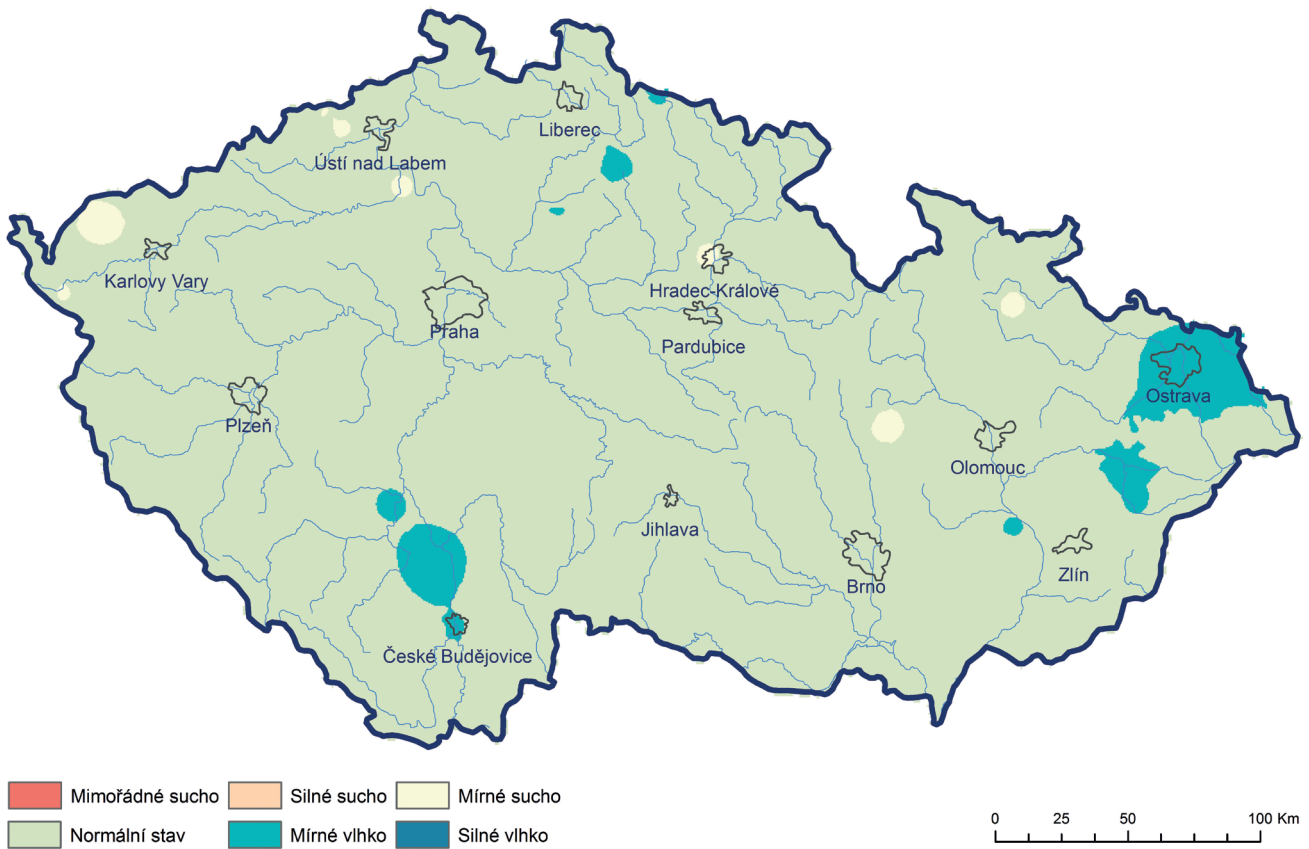 Liberec
Ústí nad Labem
Karlovy Vary
Hradec Králové
Praha
Pardubice
Ostrava
Plzeň
Olomouc
Jihlava
Zlín
Brno
České Budějovice
Mimořádné sucho
Silné sucho
Mírné sucho
Normální stav
Mírné vlhko
Silné vlhko
0 25 50 100 Km